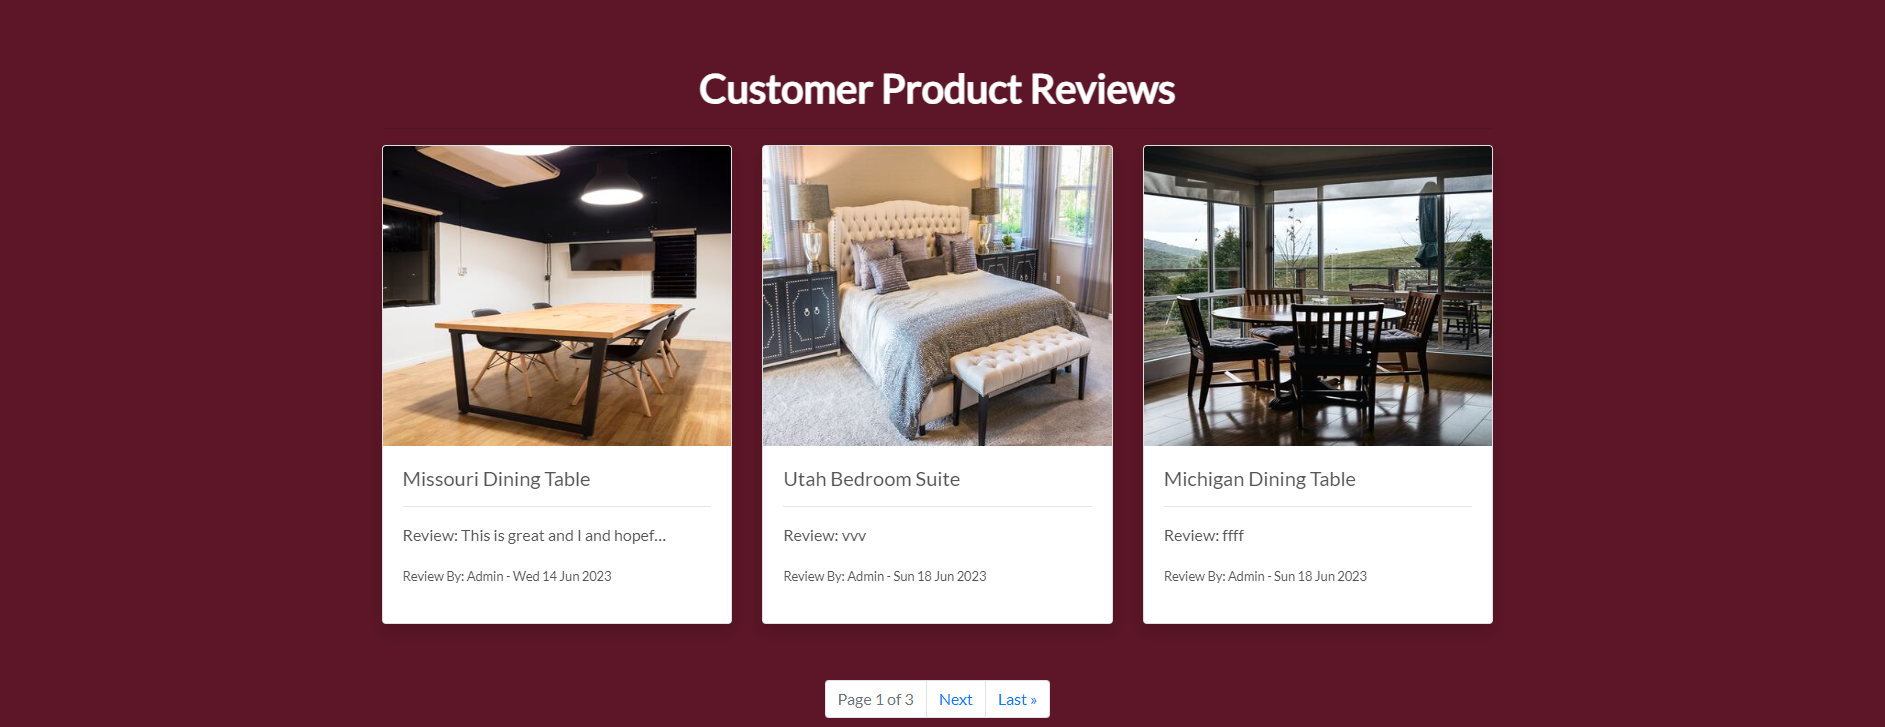 Customer Product Reviews
Missouri Dining Table
Review: This is great and I and hopef...
Review By: Admin - Wed 14 Jun 2023
Utah Bedroom Suite
Review: vvv
Review By: Admin - Sun 18 Jun 2023
Michigan Dining Table
Review: ffff
Review By: Admin - Sun 18 Jun 2023
Page 1 of 3 Next Last »